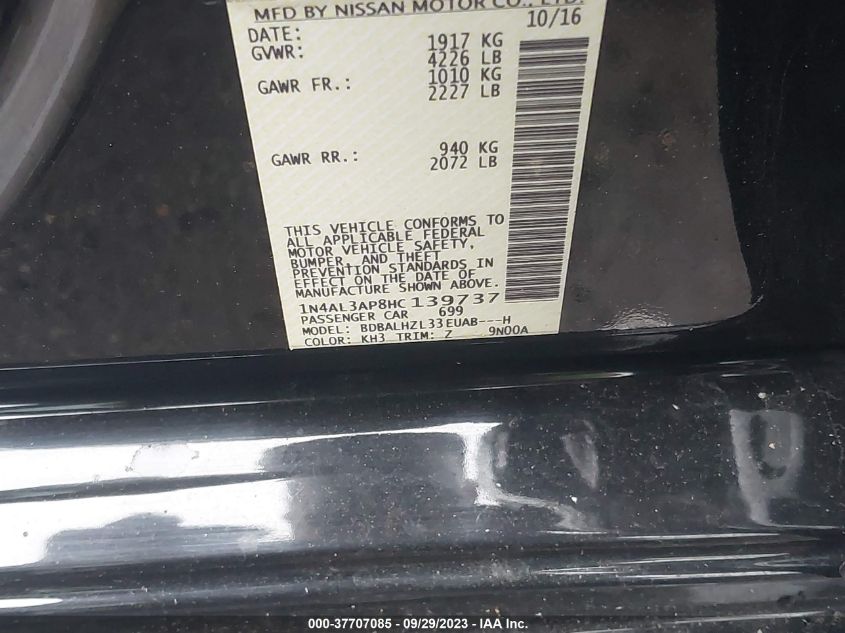 MFD BY NISSAN MOTOR CO., LTD.
DATE: 10/16
GVWR: 1917 KG
4226 LB
GAWR FR.: 1010 KG
2227 LB
GAWR RR.: 940 KG
2072 LB
THIS VEHICLE CONFORMS TO
ALL APPLICABLE FEDERAL
MOTOR VEHICLE SAFETY,
BUMPER, AND THEFT
PREVENTION STANDARDS IN
EFFECT ON THE DATE OF
MANUFACTURE SHOWN ABOVE.
1N4AL3AP8HC139737
PASSENGER CAR 699
MODEL: BDBALHZL33EUAB---H
COLOR: KH3 TRIM: Z 9N00A
000-37707085 - 09/29/2023 - IAA Inc.